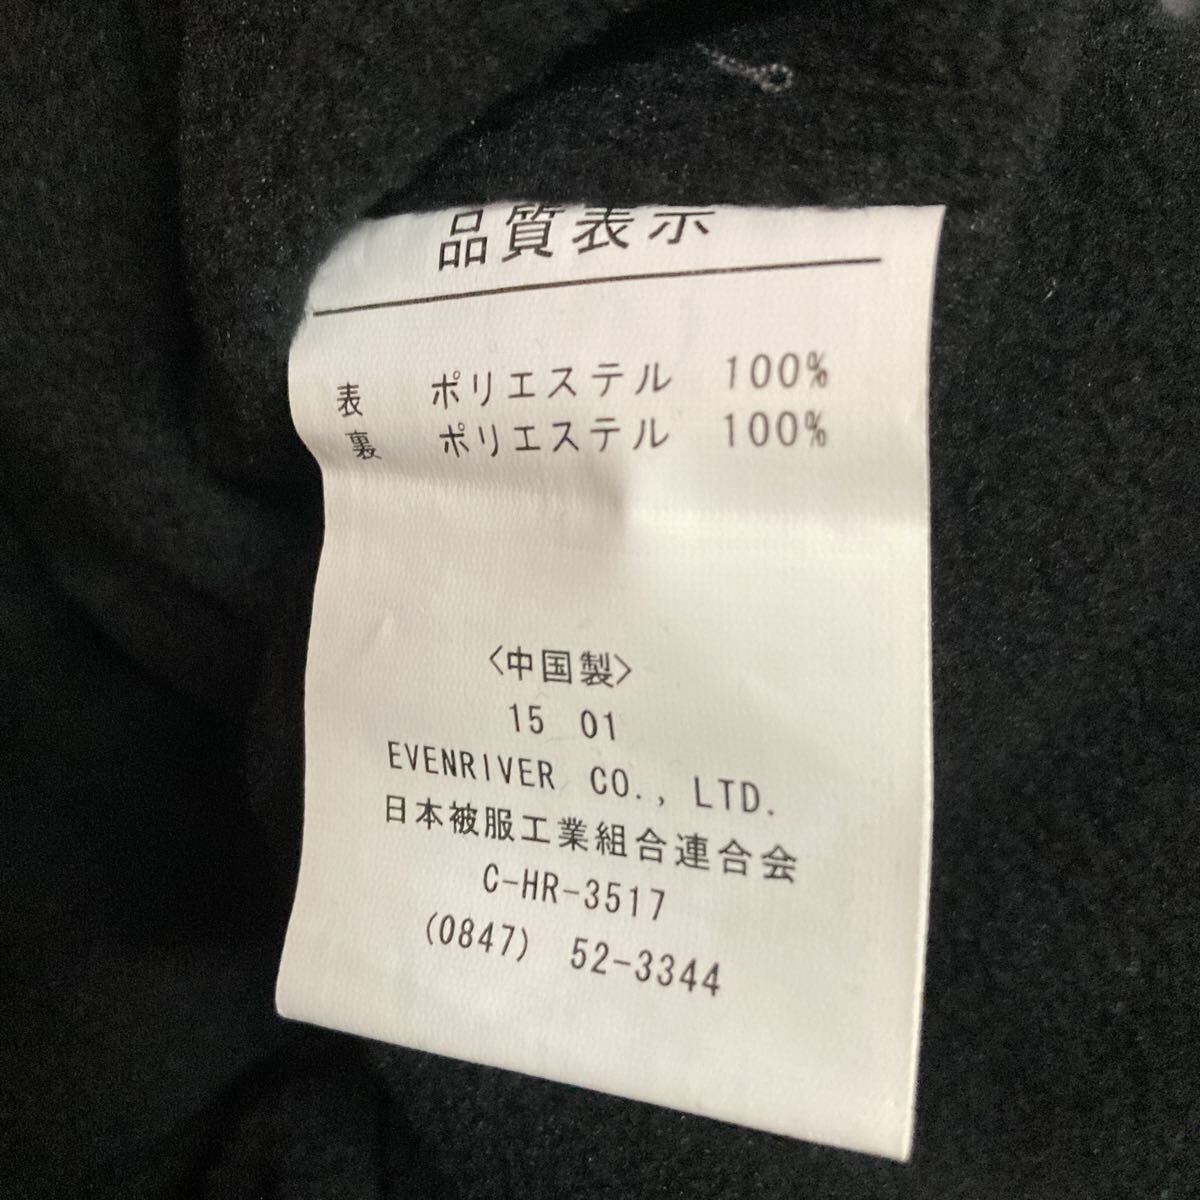 品質表示
表 ポリエステル 100%
裏 ポリエステル 100%
〈中国製〉
15 01
EVENRIVER CO., LTD.
日本被服工業組合連合会
C-HR-3517
(0847) 52-3344